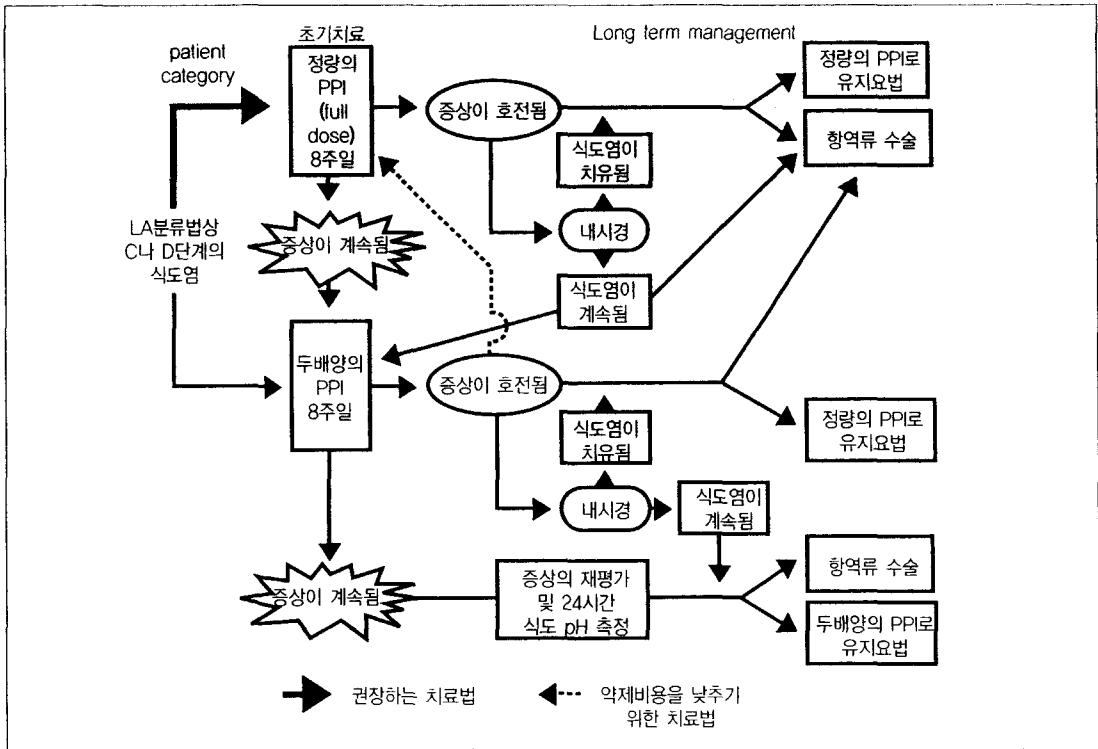 초기치료
patient
category
정량의
PPI
(full
dose)
8주일
증상이 호전됨
Long term management
정량의 PPI로
유지요법
항역류 수술
식도염이
치유됨
내시경
식도염이
계속됨
LA분류법상
C나 D단계의
식도염
증상이 계속됨
두배양의
PPI
8주일
증상이 호전됨
식도염이
치유됨
내시경
식도염이
계속됨
정량의 PPI로
유지요법
증상이 계속됨
증상의 재평가
및 24시간
식도 pH 측정
항역류 수술
두배양의 PPI로
유지요법
권장하는 치료법
약제비용을 낮추기
위한 치료법